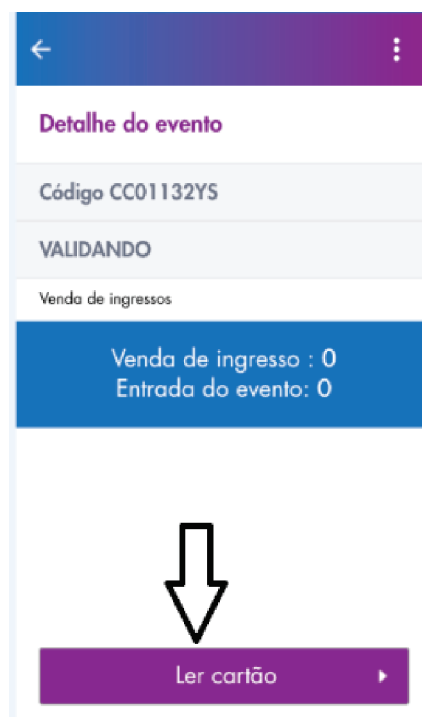 Detalhe do evento
Código CC01132YS
VALIDANDO
Venda de ingressos
Venda de ingresso : 0
Entrada do evento: 0
Ler cartão